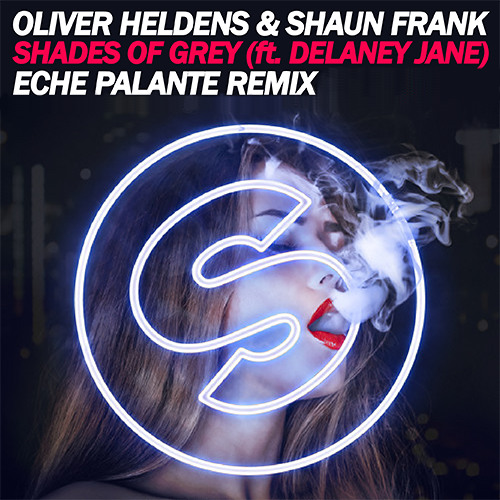 OLIVER HELDENS & SHAUN FRANK
SHADES OF GREY (ft. DELANEY JANE)
ECHE PALANTE REMIX
S